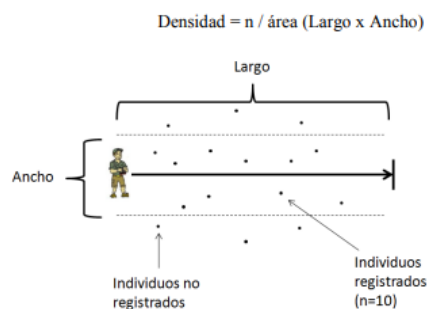 Densidad = n / área (Largo x Ancho)
Largo
Ancho
Individuos no
registrados
Individuos
registrados
(n=10)